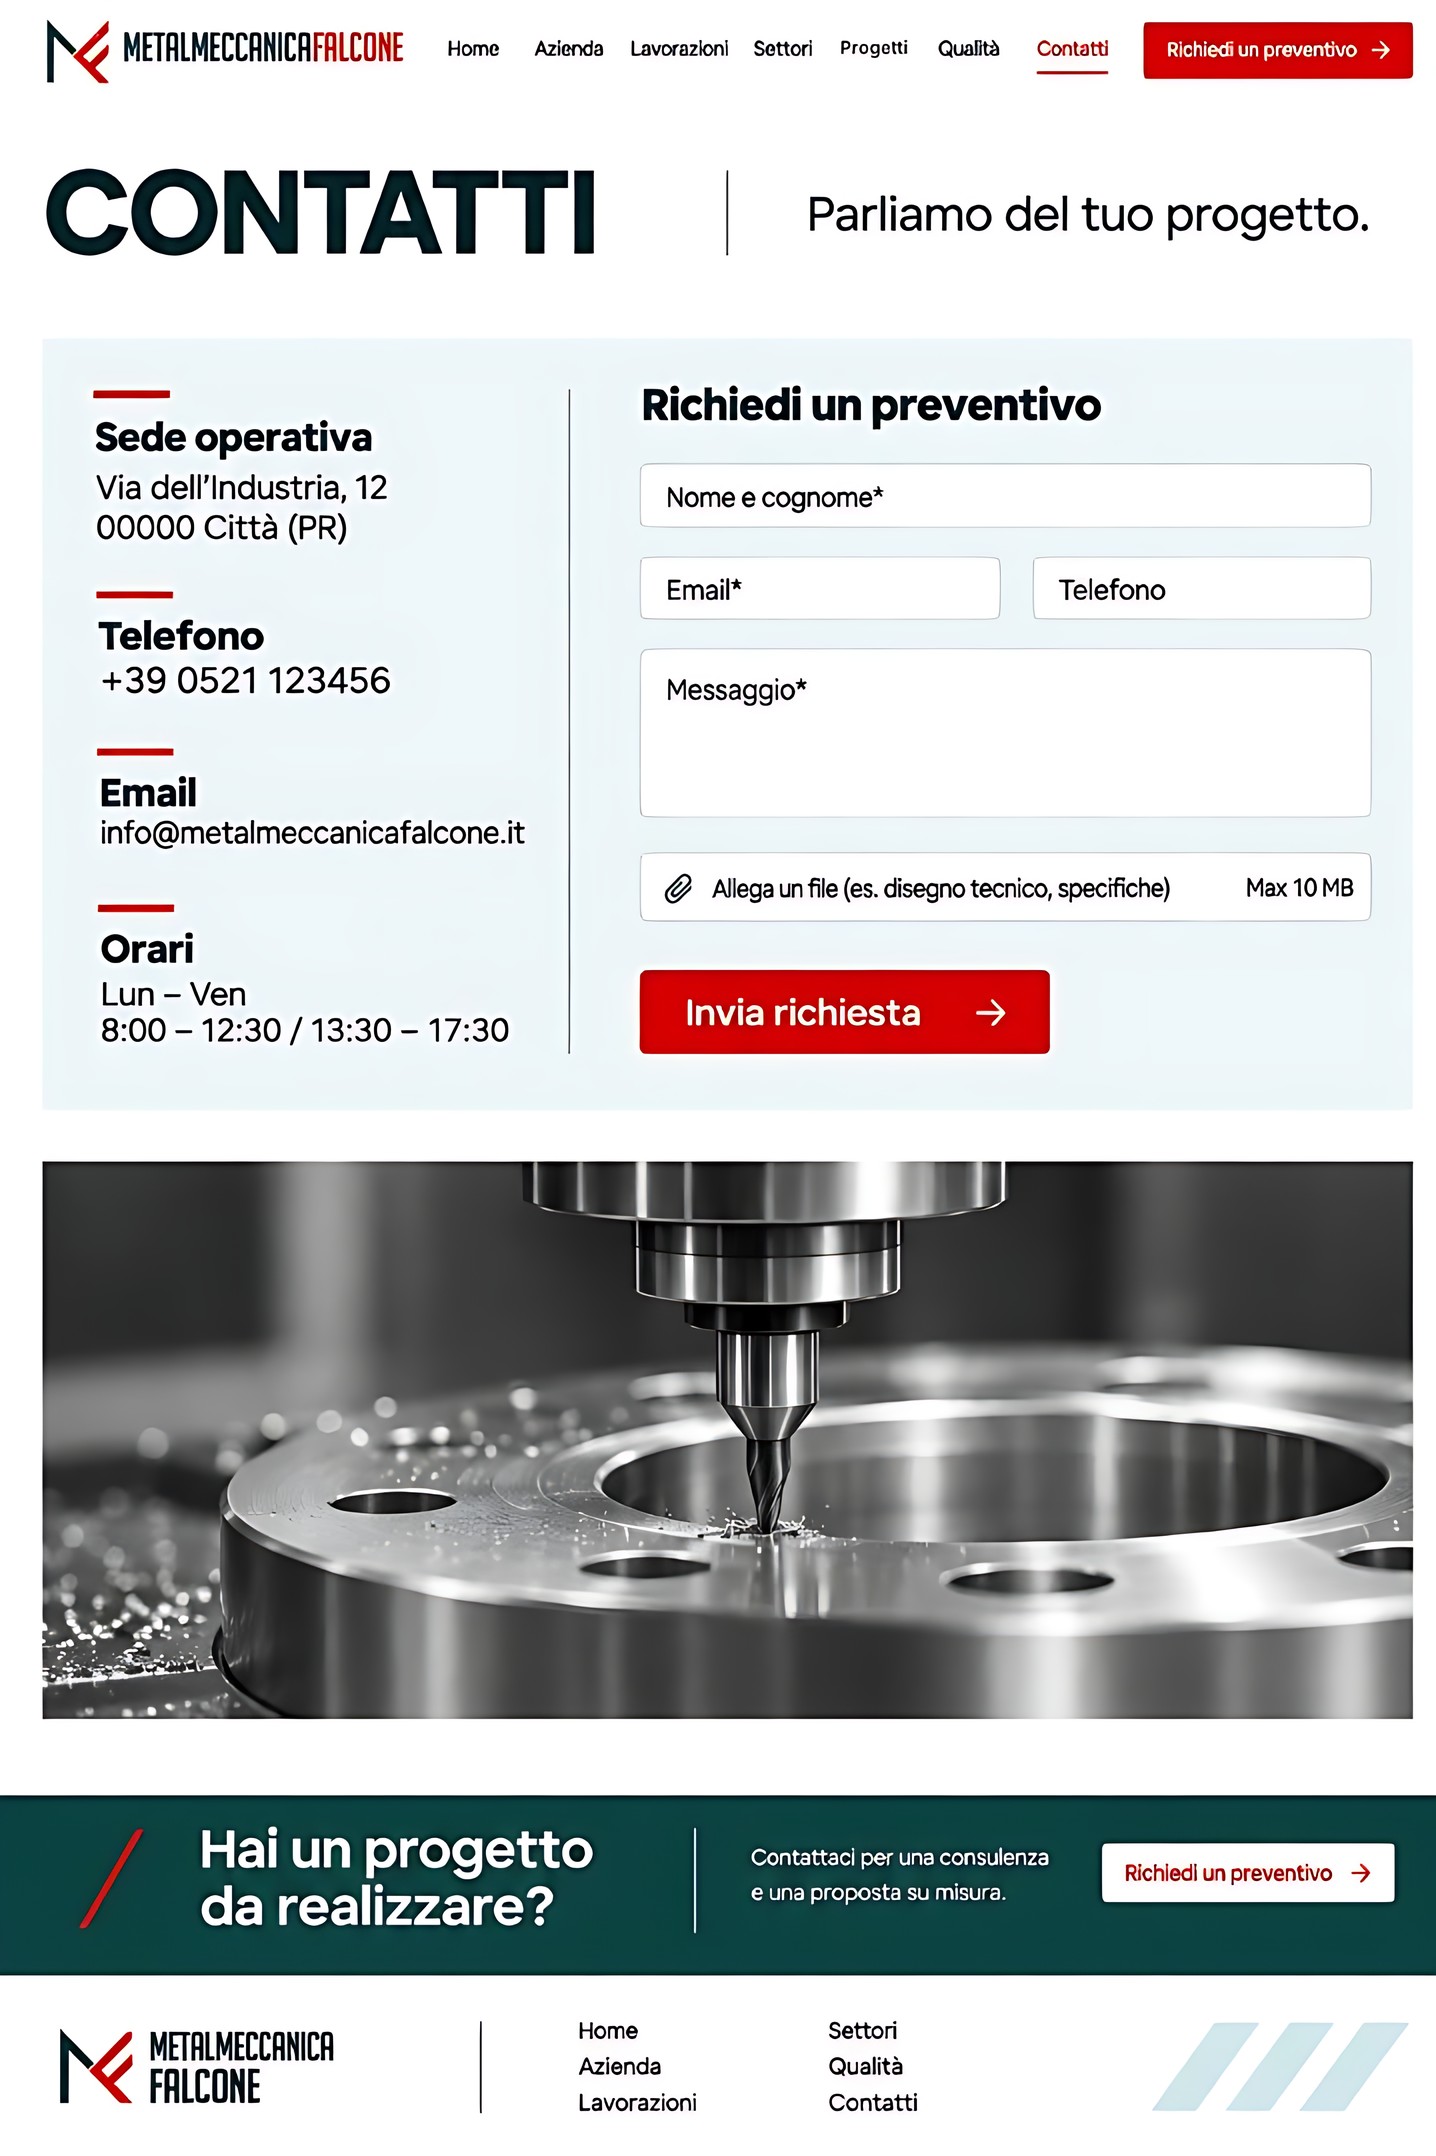 METALMECCANICAFALCONE
Home Azienda Lavorazioni Settori Progetti Qualità Contatti
Richiedi un preventivo →
CONTATTI
Parliamo del tuo progetto.
Sede operativa
Via dell’Industria, 12
00000 Città (PR)
Telefono
+39 0521 123456
Email
info@metalmeccanicafalcone.it
Orari
Lun – Ven
8:00 – 12:30 / 13:30 – 17:30
Richiedi un preventivo
Nome e cognome*
Email* Telefono
Messaggio*
Allega un file (es. disegno tecnico, specifiche) Max 10 MB
Invia richiesta →
Hai un progetto
da realizzare?
Contattaci per una consulenza
e una proposta su misura.
Richiedi un preventivo →
METALMECCANICA
FALCONE
Home
Azienda
Lavorazioni
Settori
Qualità
Contatti